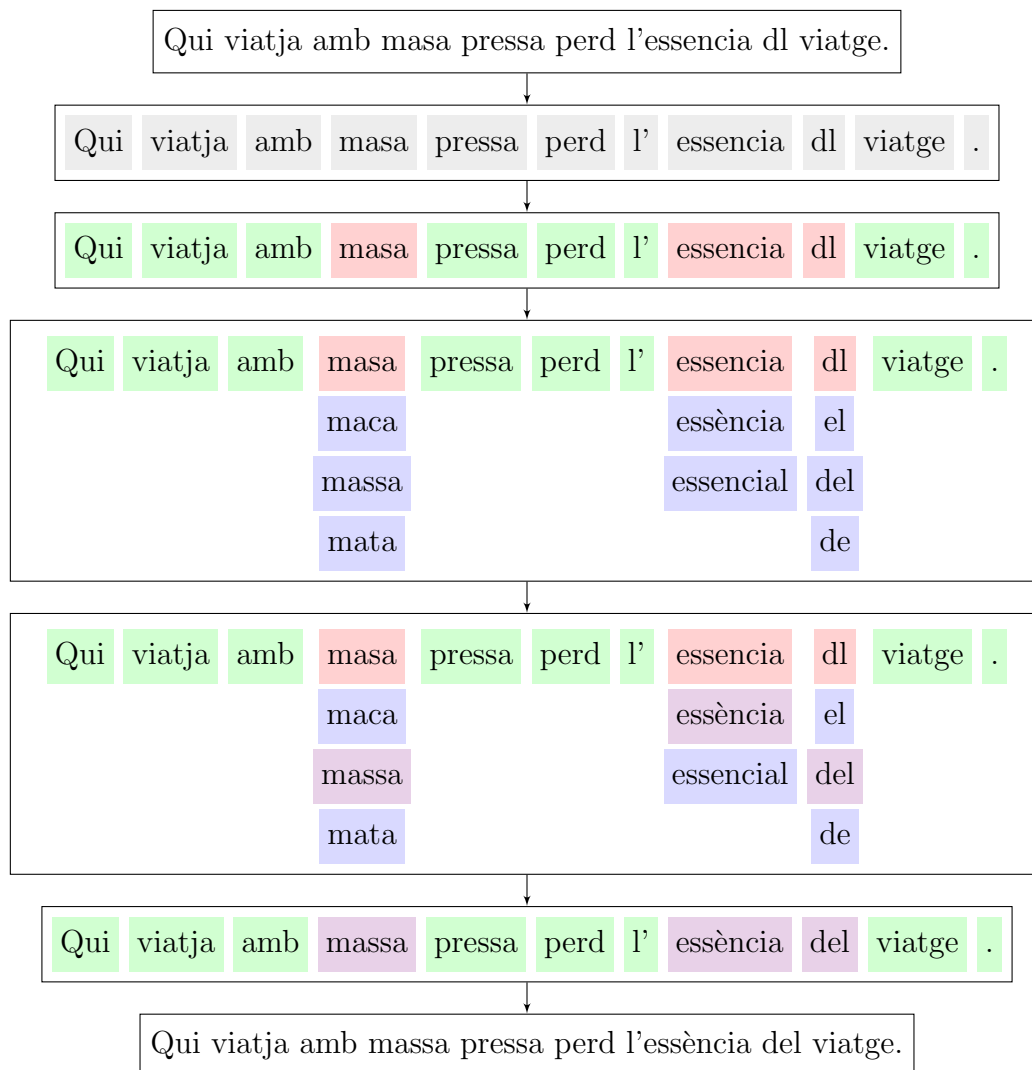 Qui viatja amb masa pressa perd l'essencia dl viatge.
Qui viatja amb masa pressa perd l' essencia dl viatge .
Qui viatja amb masa pressa perd l' essencia dl viatge .
Qui viatja amb masa pressa perd l' essencia dl viatge .
maca essència el
massa essencial del
mata de
Qui viatja amb masa pressa perd l' essencia dl viatge .
maca essència el
massa essencial del
mata de
Qui viatja amb massa pressa perd l' essència del viatge .
Qui viatja amb massa pressa perd l'essència del viatge.